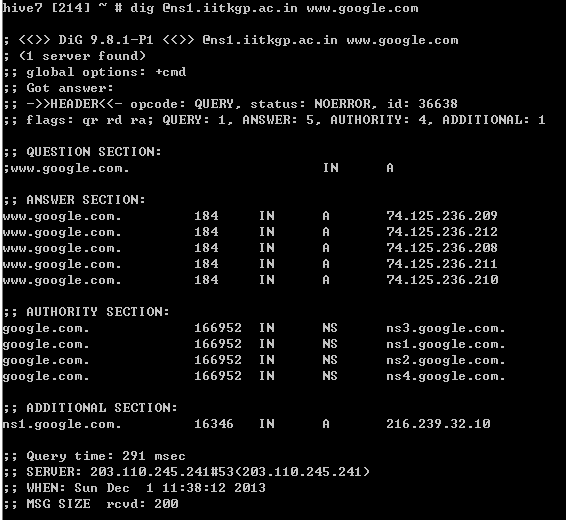 hive7 [214] ~ # dig @ns1.iitkgp.ac.in www.google.com
; <<>> DiG 9.8.1-P1 <<>> @ns1.iitkgp.ac.in www.google.com
; (1 server found)
;; global options: +cmd
;; Got answer:
;; ->>HEADER<<- opcode: QUERY, status: NOERROR, id: 36638
;; flags: qr rd ra; QUERY: 1, ANSWER: 5, AUTHORITY: 4, ADDITIONAL: 1
;; QUESTION SECTION:
;www.google.com. IN A
;; ANSWER SECTION:
www.google.com. 184 IN A 74.125.236.209
www.google.com. 184 IN A 74.125.236.212
www.google.com. 184 IN A 74.125.236.208
www.google.com. 184 IN A 74.125.236.211
www.google.com. 184 IN A 74.125.236.210
;; AUTHORITY SECTION:
google.com. 166952 IN NS ns3.google.com.
google.com. 166952 IN NS ns1.google.com.
google.com. 166952 IN NS ns2.google.com.
google.com. 166952 IN NS ns4.google.com.
;; ADDITIONAL SECTION:
ns1.google.com. 16346 IN A 216.239.32.10
;; Query time: 291 msec
;; SERVER: 203.110.245.241#53(203.110.245.241)
;; WHEN: Sun Dec 1 11:38:12 2013
;; MSG SIZE rcvd: 200